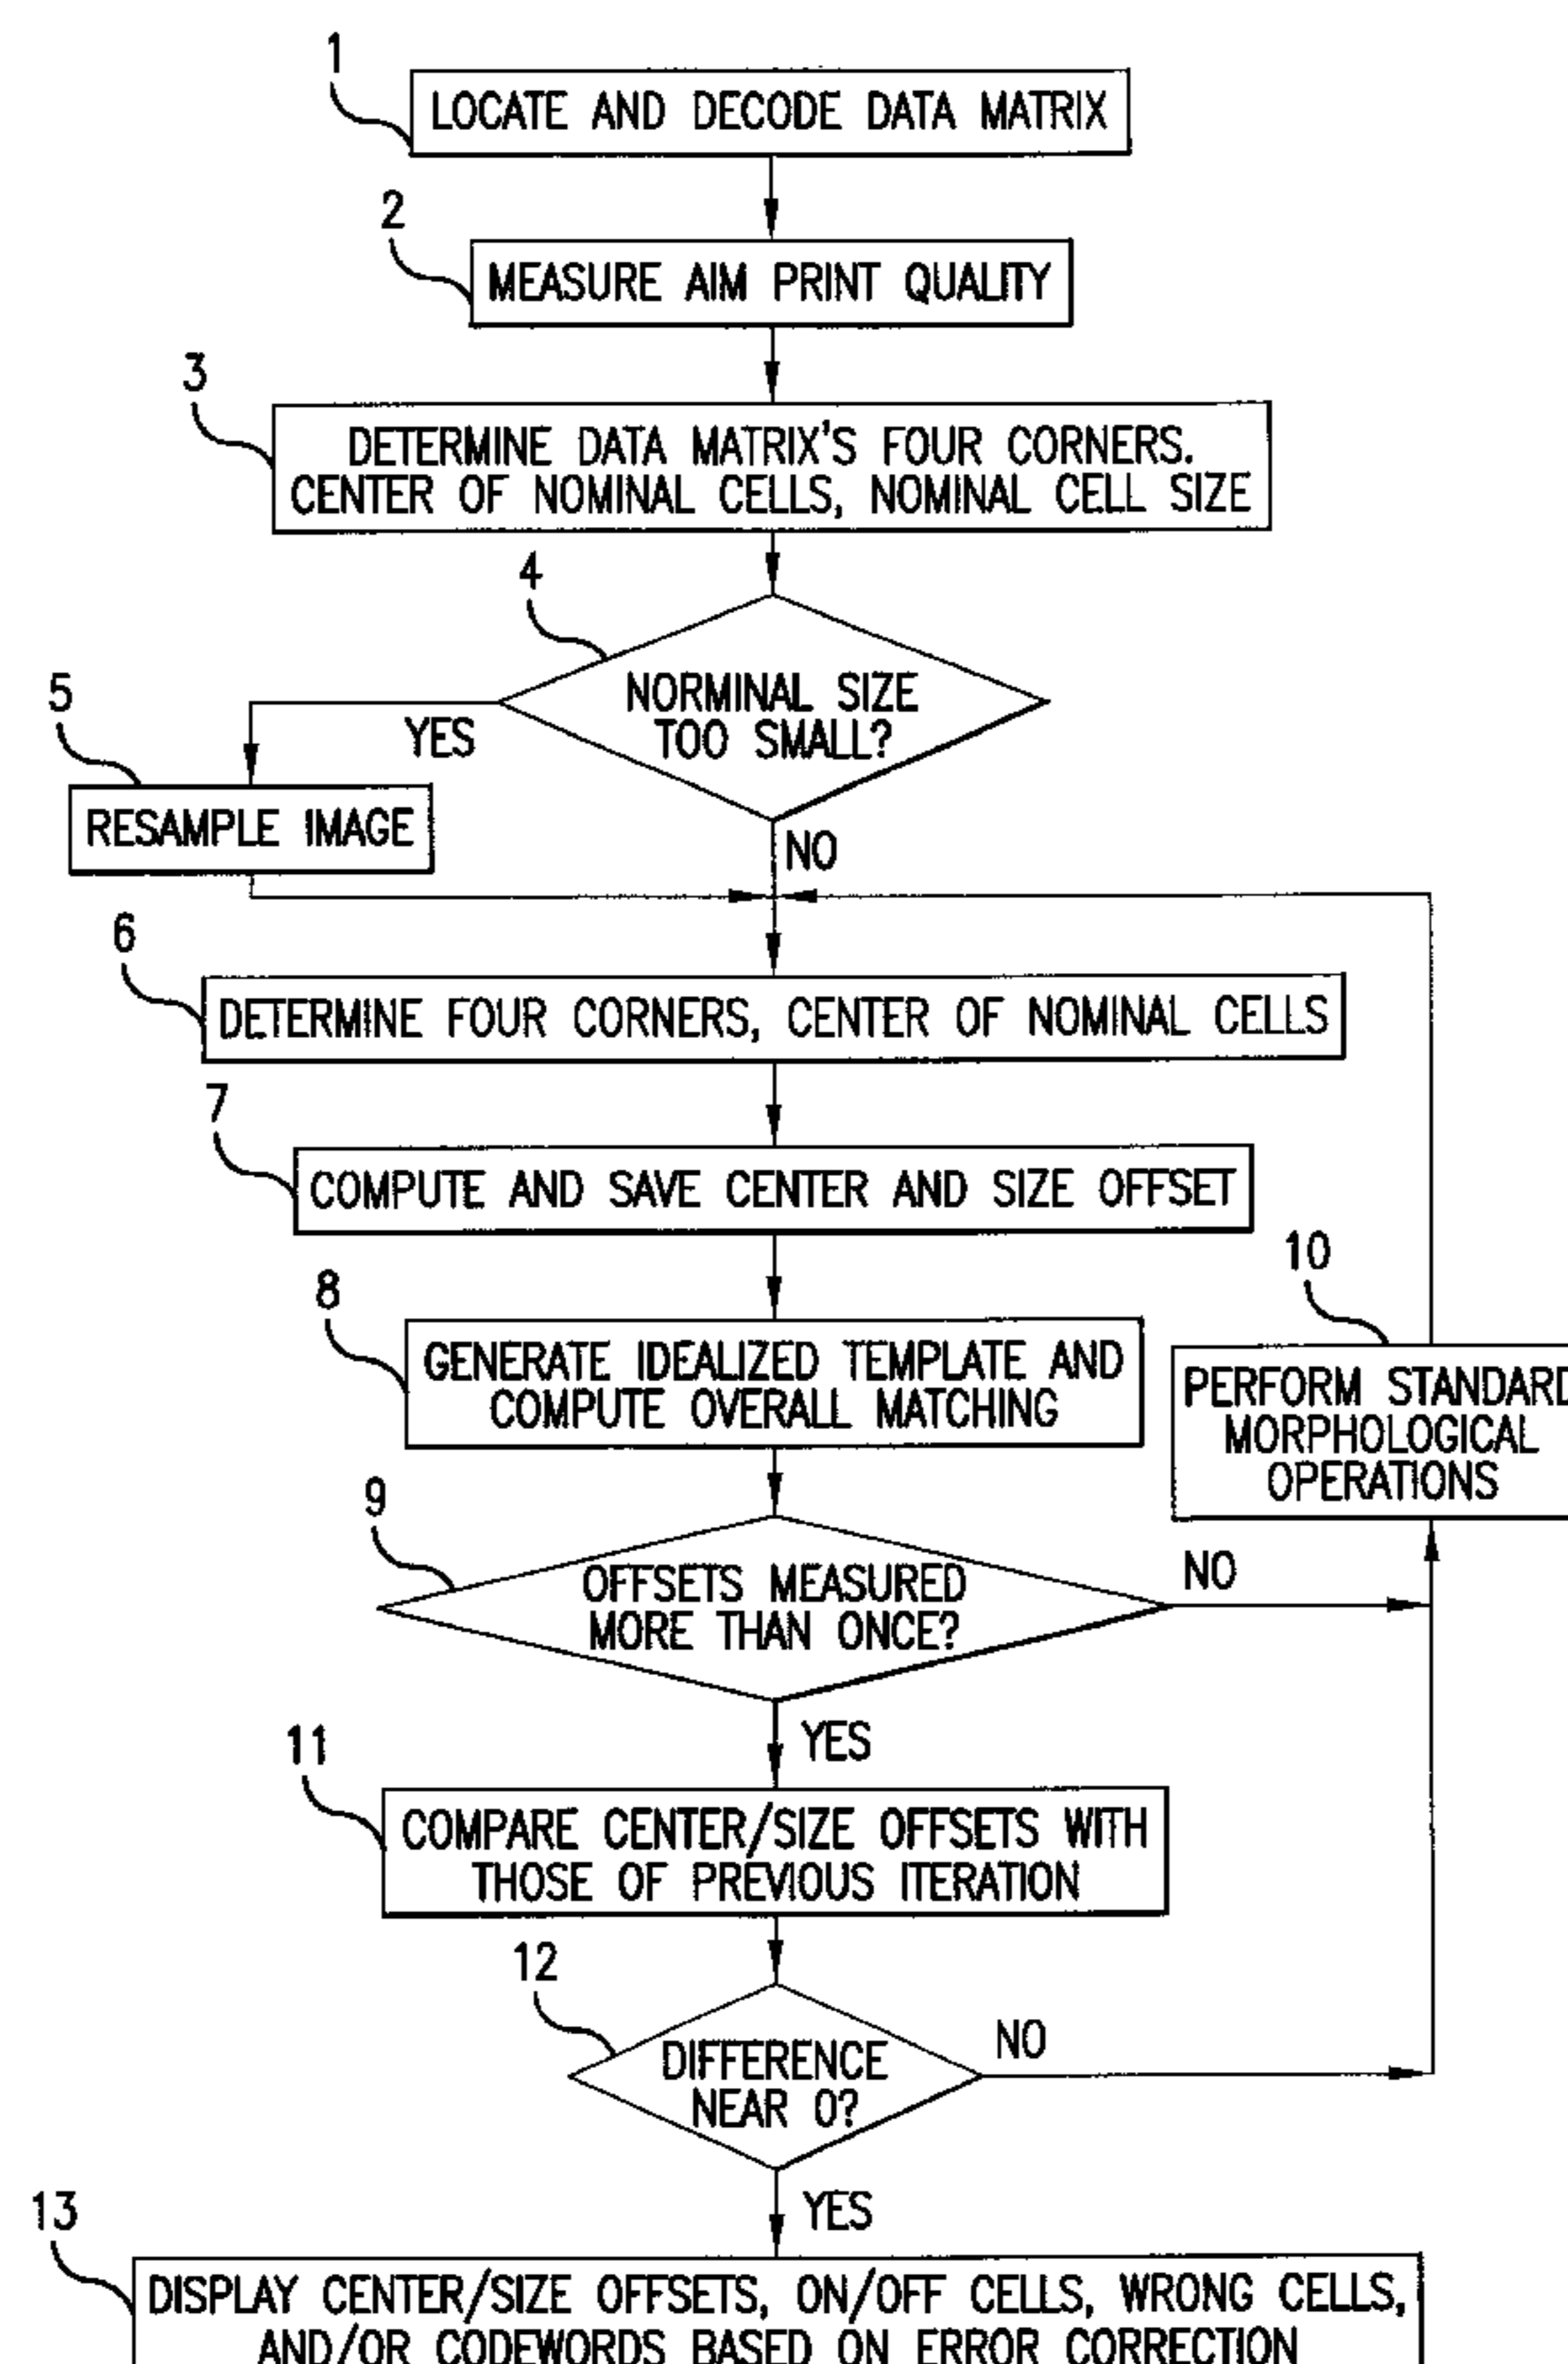 1
LOCATE AND DECODE DATA MATRIX
2
MEASURE AIM PRINT QUALITY
3
DETERMINE DATA MATRIX'S FOUR CORNERS.
CENTER OF NOMINAL CELLS, NOMINAL CELL SIZE
4
NORMINAL SIZE
TOO SMALL?
YES
NO
5
RESAMPLE IMAGE
6
DETERMINE FOUR CORNERS, CENTER OF NOMINAL CELLS
7
COMPUTE AND SAVE CENTER AND SIZE OFFSET
8
GENERATE IDEALIZED TEMPLATE AND
COMPUTE OVERALL MATCHING
9
OFFSETS MEASURED
MORE THAN ONCE?
NO
YES
10
PERFORM STANDARD
MORPHOLOGICAL
OPERATIONS
11
COMPARE CENTER/SIZE OFFSETS WITH
THOSE OF PREVIOUS ITERATION
12
DIFFERENCE
NEAR 0?
NO
YES
13
DISPLAY CENTER/SIZE OFFSETS, ON/OFF CELLS, WRONG CELLS,
AND/OR CODEWORDS BASED ON ERROR CORRECTION